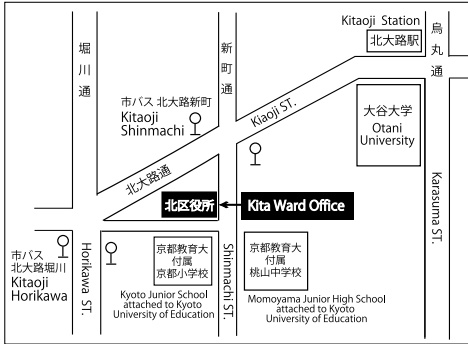 Kitaoji Station
北大路駅
烏丸通
堀川通
新町通
市バス 北大路新町
Kitaoji
Shinmachi
Kiaoji ST.
大谷大学
Otani
University
北大路通
北区役所
Kita Ward Office
Karasuma ST.
市バス
北大路堀川
Kitaoji
Horikawa
Horikawa ST.
京都教育大
付属
京都小学校
Shinmachi ST.
京都教育大
付属
桃山中学校
Kyoto Junior School
attached to Kyoto
University of Education
Momoyama Junior High School
attached to Kyoto
University of Education